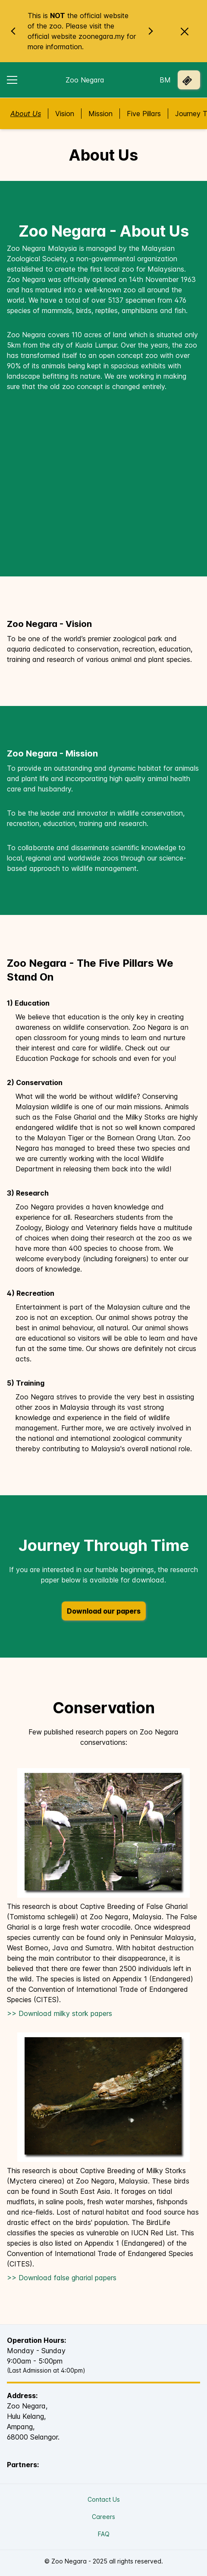 This is NOT the official website
of the zoo. Please visit the
official website zoonegara.my for
more information.
Zoo Negara
BM
About Us
Vision
Mission
Five Pillars
Journey T
About Us
Zoo Negara - About Us
Zoo Negara Malaysia is managed by the Malaysian
Zoological Society, a non-governmental organization
established to create the first local zoo for Malaysians.
Zoo Negara was officially opened on 14th November 1963
and has matured into a well-known zoo all around the
world. We have a total of over 5137 specimen from 476
species of mammals, birds, reptiles, amphibians and fish.
Zoo Negara covers 110 acres of land which is situated only
5km from the city of Kuala Lumpur. Over the years, the zoo
has transformed itself to an open concept zoo with over
90% of its animals being kept in spacious exhibits with
landscape befitting its nature. We are working in making
sure that the old zoo concept is changed entirely.
Zoo Negara - Vision
To be one of the world's premier zoological park and
aquaria dedicated to conservation, recreation, education,
training and research of various animal and plant species.
Zoo Negara - Mission
To provide an outstanding and dynamic habitat for animals
and plant life and incorporating high quality animal health
care and husbandry.
To be the leader and innovator in wildlife conservation,
recreation, education, training and research.
To collaborate and disseminate scientific knowledge to
local, regional and worldwide zoos through our science-
based approach to wildlife management.
Zoo Negara - The Five Pillars We
Stand On
1) Education
We believe that education is the only key in creating
awareness on wildlife conservation. Zoo Negara is an
open classroom for young minds to learn and nurture
their interest and care for wildlife. Check out our
Education Package for schools and even for you!
2) Conservation
What will the world be without wildlife? Conserving
Malaysian wildlife is one of our main missions. Animals
such as the False Gharial and the Milky Storks are highly
endangered wildlife that is not so well known compared
to the Malayan Tiger or the Bornean Orang Utan. Zoo
Negara has managed to breed these two species and
we are currently working with the local Wildlife
Department in releasing them back into the wild!
3) Research
Zoo Negara provides a haven knowledge and
experience for all. Researchers students from the
Zoology, Biology and Veterinary fields have a multitude
of choices when doing their research at the zoo as we
have more than 400 species to choose from. We
welcome everybody (including foreigners) to enter our
doors of knowledge.
4) Recreation
Entertainment is part of the Malaysian culture and the
zoo is not an exception. Our animal shows portray the
best in animal behaviour, all natural. Our animal shows
are educational so visitors will be able to learn and have
fun at the same time. Our shows are definitely not circus
acts.
5) Training
Zoo Negara strives to provide the very best in assisting
other zoos in Malaysia through its vast strong
knowledge and experience in the field of wildlife
management. Further more, we are actively involved in
the national and international zoological community
thereby contributing to Malaysia's overall national role.
Journey Through Time
If you are interested in our humble beginnings, the research
paper below is available for download.
Download our papers
Conservation
Few published research papers on Zoo Negara
conservations:
This research is about Captive Breeding of False Gharial
(Tomistoma schlegelii) at Zoo Negara, Malaysia. The False
Gharial is a large fresh water crocodile. Once widespread
species currently can be found only in Peninsular Malaysia,
West Borneo, Java and Sumatra. With habitat destruction
being the main contributor to their disappearance, it is
believed that there are fewer than 2500 individuals left in
the wild. The species is listed on Appendix 1 (Endangered)
of the Convention of International Trade of Endangered
Species (CITES).
>> Download milky stork papers
This research is about Captive Breeding of Milky Storks
(Mycteria cinerea) at Zoo Negara, Malaysia. These birds
can be found in South East Asia. It forages on tidal
mudflats, in saline pools, fresh water marshes, fishponds
and rice-fields. Lost of natural habitat and food source has
drastic effect on the birds' population. The BirdLife
classifies the species as vulnerable on IUCN Red List. This
species is also listed on Appendix 1 (Endangered) of the
Convention of International Trade of Endangered Species
(CITES).
>> Download false gharial papers
Operation Hours:
Monday - Sunday
9:00am - 5:00pm
(Last Admission at 4:00pm)
Address:
Zoo Negara,
Hulu Kelang,
Ampang,
68000 Selangor.
Partners:
Contact Us
Careers
FAQ
© Zoo Negara - 2025 all rights reserved.